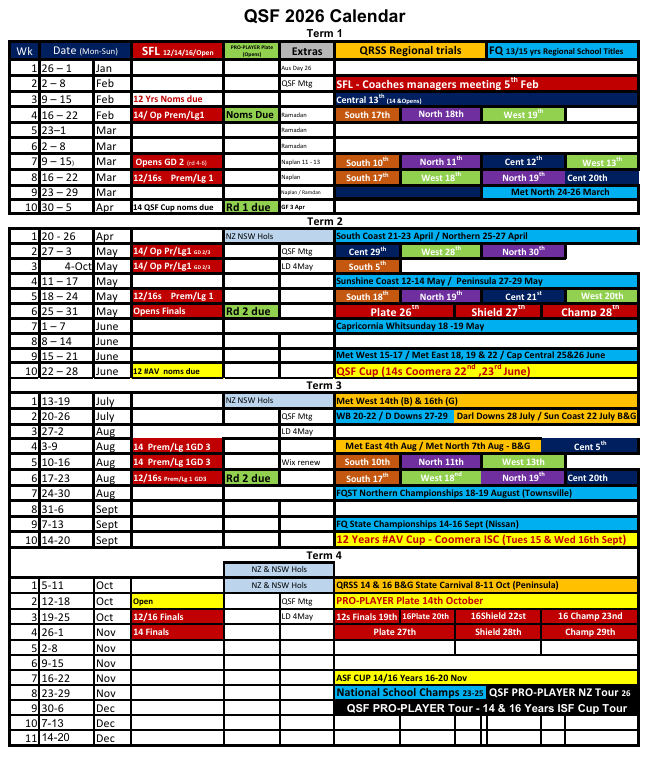 QSF 2026 Calendar
Term 1
Wk Date (Mon-Sun) SFL 12/14/16/Open PRO-PLAYER Plate (Opens) Extras QRSS Regional trials FQ 13/15 yrs Regional School Titles
1 26 – 1 Jan Aus Day 26
2 2 – 8 Feb QSF Mtg SFL - Coaches managers meeting 5th Feb
3 9 – 15 Feb 12 Yrs Noms due Central 13th (14 &Opens)
4 16 – 22 Feb 14/ Op Prem/Lg1 Noms Due Ramadan South 17th North 18th West 19th
5 23–1 Mar Ramadan
6 2 – 8 Mar Ramadan
7 9 – 15) Mar Opens GD 2 (rd 4-6) Naplan 11 - 13 South 10th North 11th Cent 12th West 13th
8 16 – 22 Mar 12/16s Prem/Lg 1 Naplan South 17th West 18th North 19th Cent 20th
9 23 – 29 Mar Naplan / Ramdan Met North 24-26 March
10 30 – 5 Apr 14 QSF Cup noms due Rd 1 due GF 3 Apr
Term 2
1 20 - 26 Apr NZ NSW Hols South Coast 21-23 April / Northern 25-27 April
2 27 – 3 May 14/ Op Pr/Lg1 GD 2/3 QSF Mtg Cent 29th West 28th North 30th
3 4-Oct May 14/ Op Pr/Lg1 GD 2/3 LD 4May South 5th
4 11 – 17 May Sunshine Coast 12-14 May / Peninsula 27-29 May
5 18 – 24 May 12/16s Prem/Lg 1 South 18th North 19th Cent 21st West 20th
6 25 – 31 May Opens Finals Rd 2 due Plate 26th Shield 27th Champ 28th
7 1 – 7 June Capricornia Whitsunday 18 -19 May
8 8 – 14 June
9 15 – 21 June Met West 15-17 / Met East 18, 19 & 22 / Cap Central 25&26 June
10 22 – 28 June 12 #AV noms due QSF Cup (14s Coomera 22nd ,23rd June)
Term 3
1 13-19 July NZ NSW Hols Met West 14th (B) & 16th (G)
2 20-26 July QSF Mtg WB 20-22 / D Downs 27-29 Darl Downs 28 July / Sun Coast 22 July B&G
3 27-2 Aug LD 4May
4 3-9 Aug 14 Prem/Lg 1GD 3 Met East 4th Aug / Met North 7th Aug - B&G Cent 5th
5 10-16 Aug 14 Prem/Lg 1GD 3 Wix renew South 10th North 11th West 13th
6 17-23 Aug 12/16s Prem/Lg 1 GD3 Rd 2 due South 17th West 18nd North 19th Cent 20th
7 24-30 Aug FQST Northern Championships 18-19 August (Townsville)
8 31-6 Sept
9 7-13 Sept FQ State Championships 14-16 Sept (Nissan)
10 14-20 Sept 12 Years #AV Cup - Coomera ISC (Tues 15 & Wed 16th Sept)
Term 4
NZ & NSW Hols
1 5-11 Oct NZ & NSW Hols QRSS 14 & 16 B&G State Carnival 8-11 Oct (Peninsula)
2 12-18 Oct Open QSF Mtg PRO-PLAYER Plate 14th October
3 19-25 Oct 12/16 Finals LD 4May 12s Finals 19th 16Plate 20th 16Shield 22st 16 Champ 23nd
4 26-1 Nov 14 Finals Plate 27th Shield 28th Champ 29th
5 2-8 Nov
6 9-15 Nov
7 16-22 Nov ASF CUP 14/16 Years 16-20 Nov
8 23-29 Nov National School Champs 23-25 QSF PRO-PLAYER NZ Tour 26
9 30-6 Dec QSF PRO-PLAYER Tour - 14 & 16 Years ISF Cup Tour
10 7-13 Dec
11 14-20 Dec